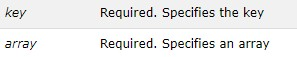 key Required. Specifies the key
array Required. Specifies an array